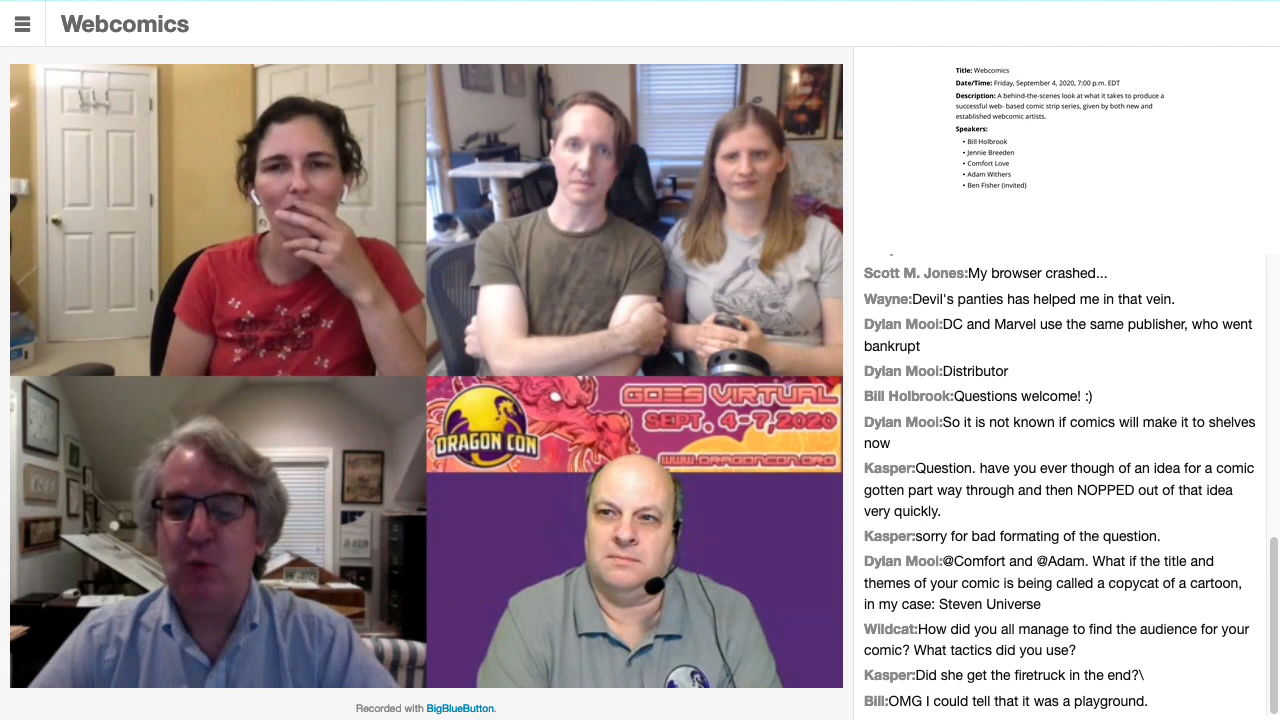 Webcomics
Title: Webcomics
Date/Time: Friday, September 4, 2020, 7:00 p.m. EDT
Description: A behind-the-scenes look at what it takes to produce a
successful web- based comic strip series, given by both new and
established webcomic artists.
Speakers:
• Bill Holbrook
• Jennie Breeden
• Comfort Love
• Adam Withers
• Ben Fisher (invited)
GOES VIRTUAL
SEPT. 4-7, 2020
DRAGON CON
WWW.DRAGONCON.ORG
Scott M. Jones:My browser crashed...
Wayne:Devil's panties has helped me in that vein.
Dylan Mooi:DC and Marvel use the same publisher, who went
bankrupt
Dylan Mooi:Distributor
Bill Holbrook:Questions welcome! :)
Dylan Mooi:So it is not known if comics will make it to shelves
now
Kasper:Question. have you ever though of an idea for a comic
gotten part way through and then NOPPED out of that idea
very quickly.
Kasper:sorry for bad formating of the question.
Dylan Mooi:@Comfort and @Adam. What if the title and
themes of your comic is being called a copycat of a cartoon,
in my case: Steven Universe
Wildcat:How did you all manage to find the audience for your
comic? What tactics did you use?
Kasper:Did she get the firetruck in the end?\
Bill:OMG I could tell that it was a playground.
Recorded with BigBlueButton.